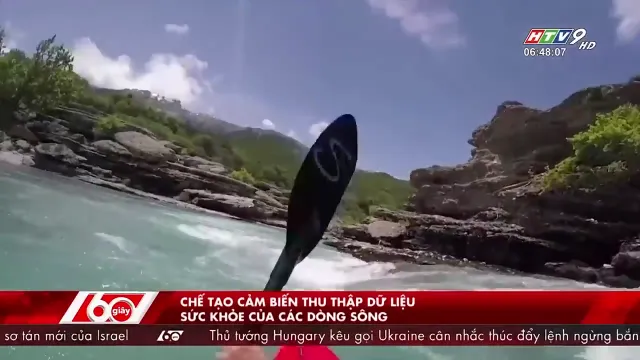 HTV9 HD
06:48:07
60 giây
CHẾ TẠO CẢM BIẾN THU THẬP DỮ LIỆU
SỨC KHỎE CỦA CÁC DÒNG SÔNG
sơ tán mới của Israel 60 Thủ tướng Hungary kêu gọi Ukraine cân nhắc thúc đẩy lệnh ngừng bắn